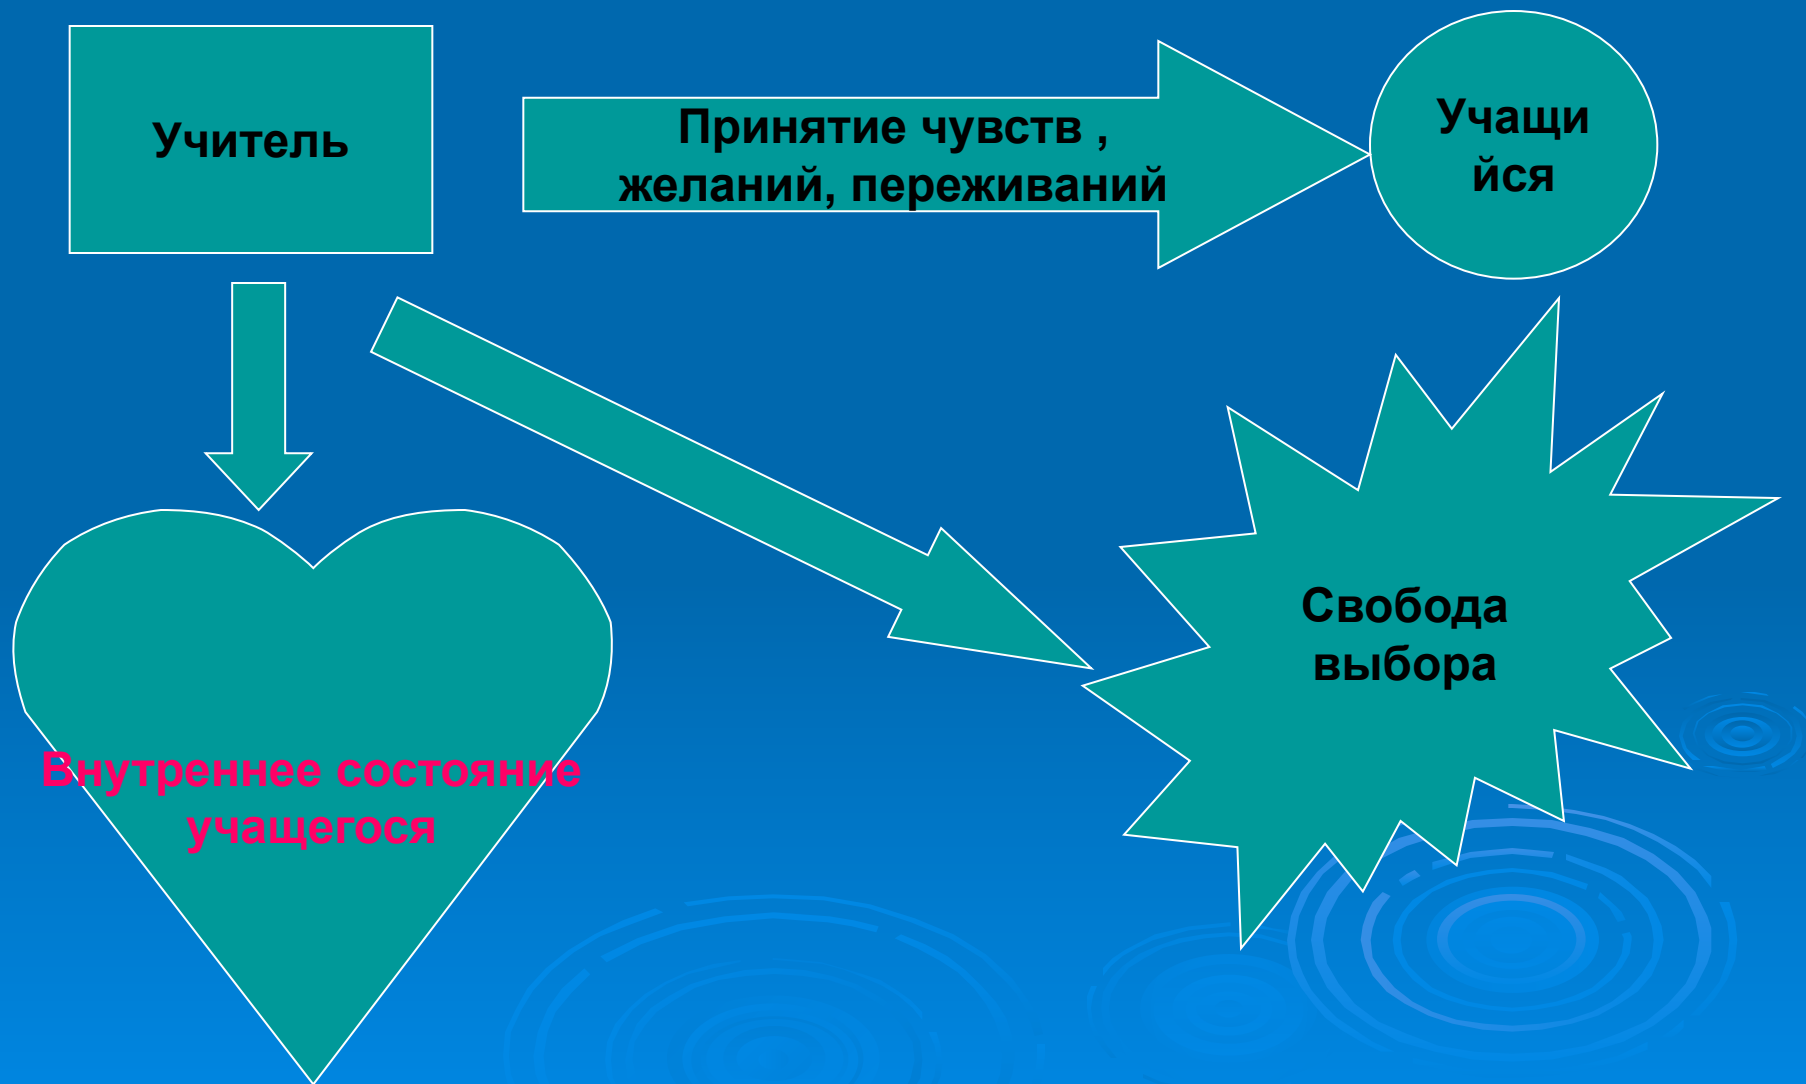 Учитель
Принятие чувств ,
желаний, переживаний
Учащи
йся
Свобода
выбора
Внутреннее состояние
учащегося